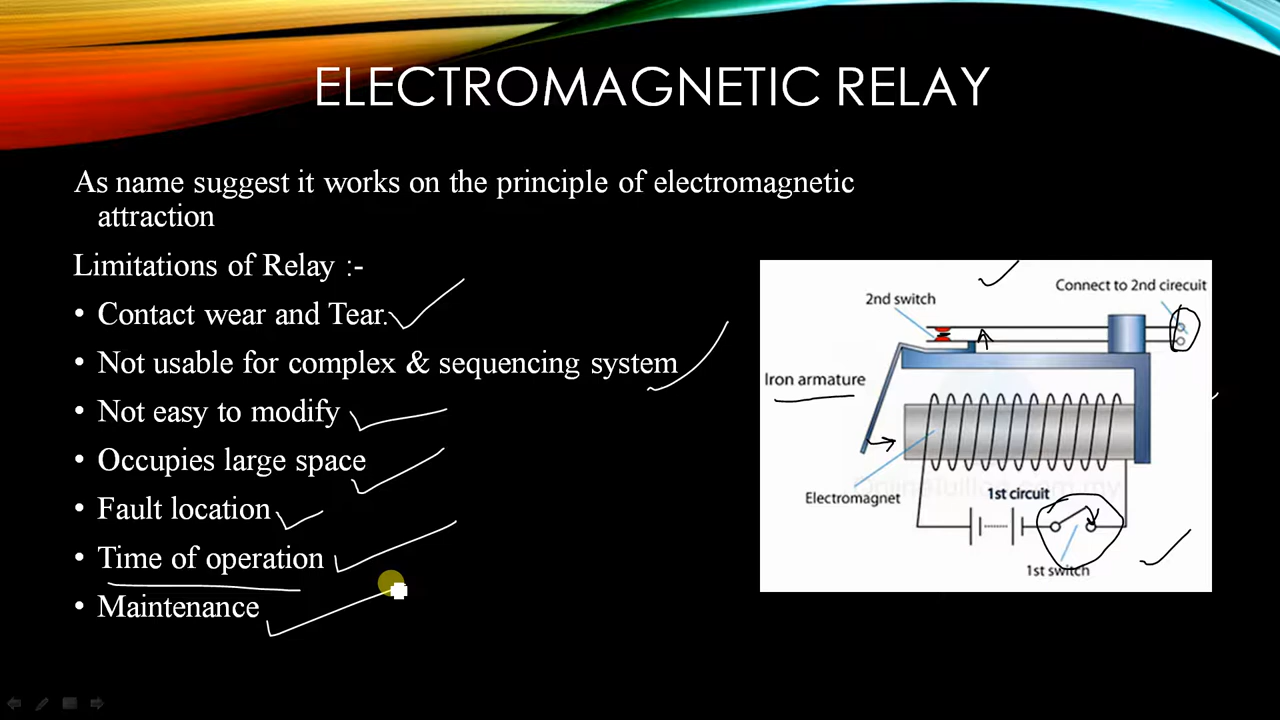 ELECTROMAGNETIC RELAY
As name suggest it works on the principle of electromagnetic
attraction
Limitations of Relay :-
• Contact wear and Tear.
• Not usable for complex & sequencing system
• Not easy to modify
• Occupies large space
• Fault location
• Time of operation
• Maintenance
Connect to 2nd cirecuit
2nd switch
Iron armature
Electromagnet
1st circuit
1st switch